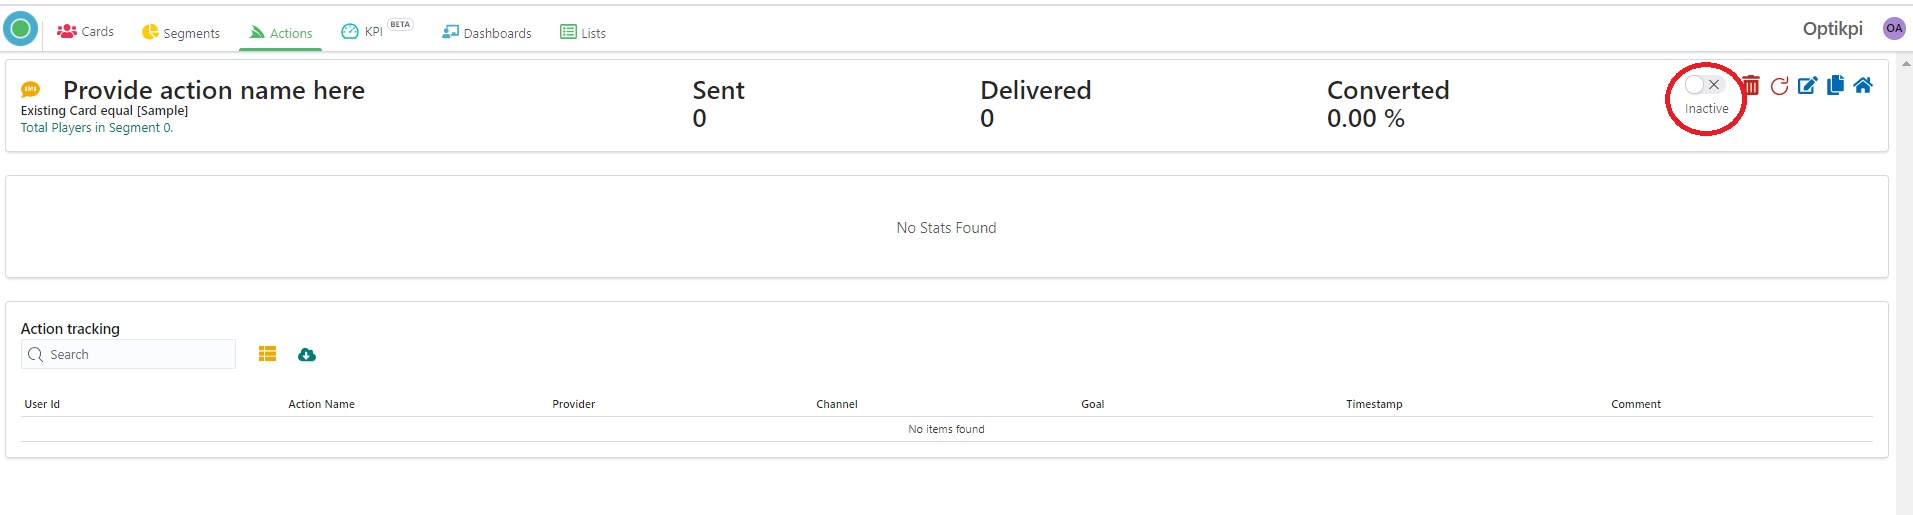 Cards Segments Actions KPI BETA Dashboards Lists Optikpi OA
SMS Provide action name here Sent Delivered Converted
Existing Card equal [Sample] 0 0 0.00 % Inactive
Total Players in Segment 0.
No Stats Found
Action tracking
Search
User Id Action Name Provider Channel Goal Timestamp Comment
No items found